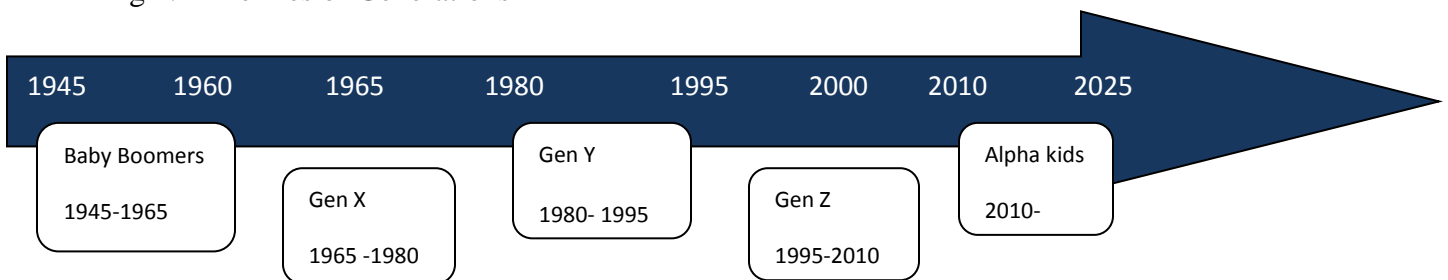 1945 1960 1965 1980 1995 2000 2010 2025
Baby Boomers
1945-1965
Gen X
1965 -1980
Gen Y
1980- 1995
Gen Z
1995-2010
Alpha kids
2010-